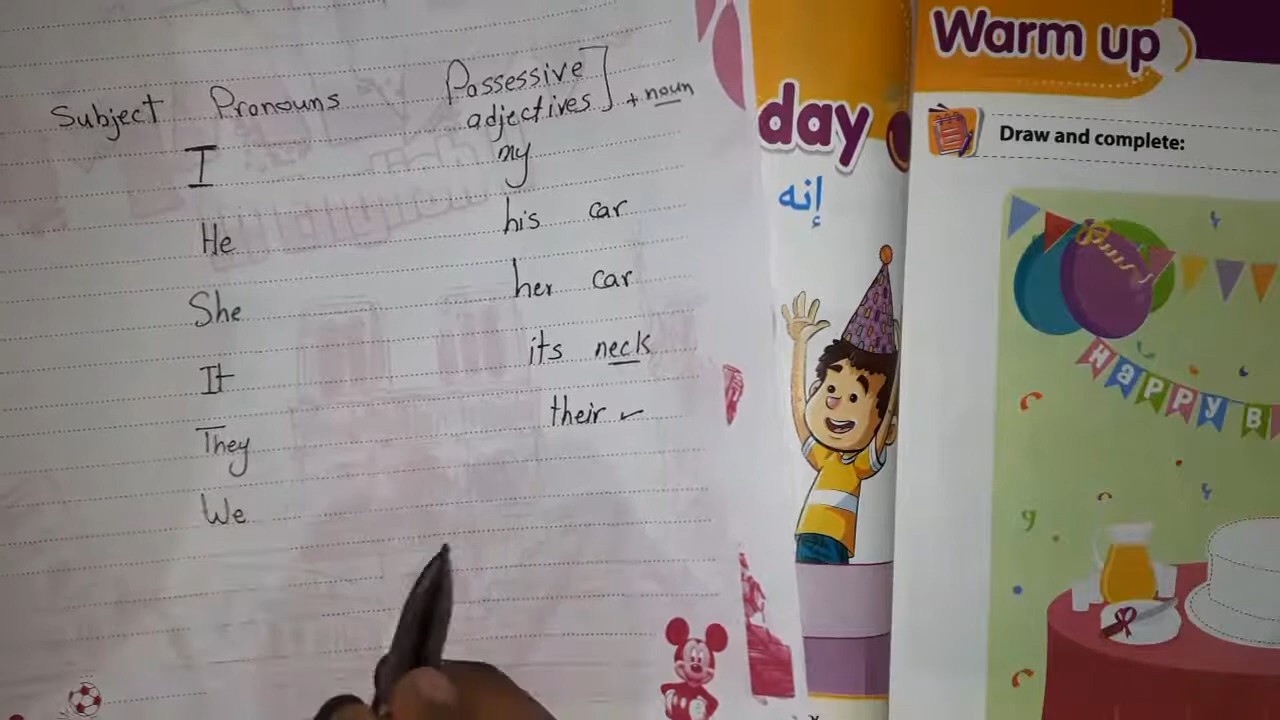 Subject Pronouns
Possessive
adjectives + noun
I my
He his car
She her car
It its neck
They their
We
day
إنه
Warm up
Draw and complete:
HAPPY B